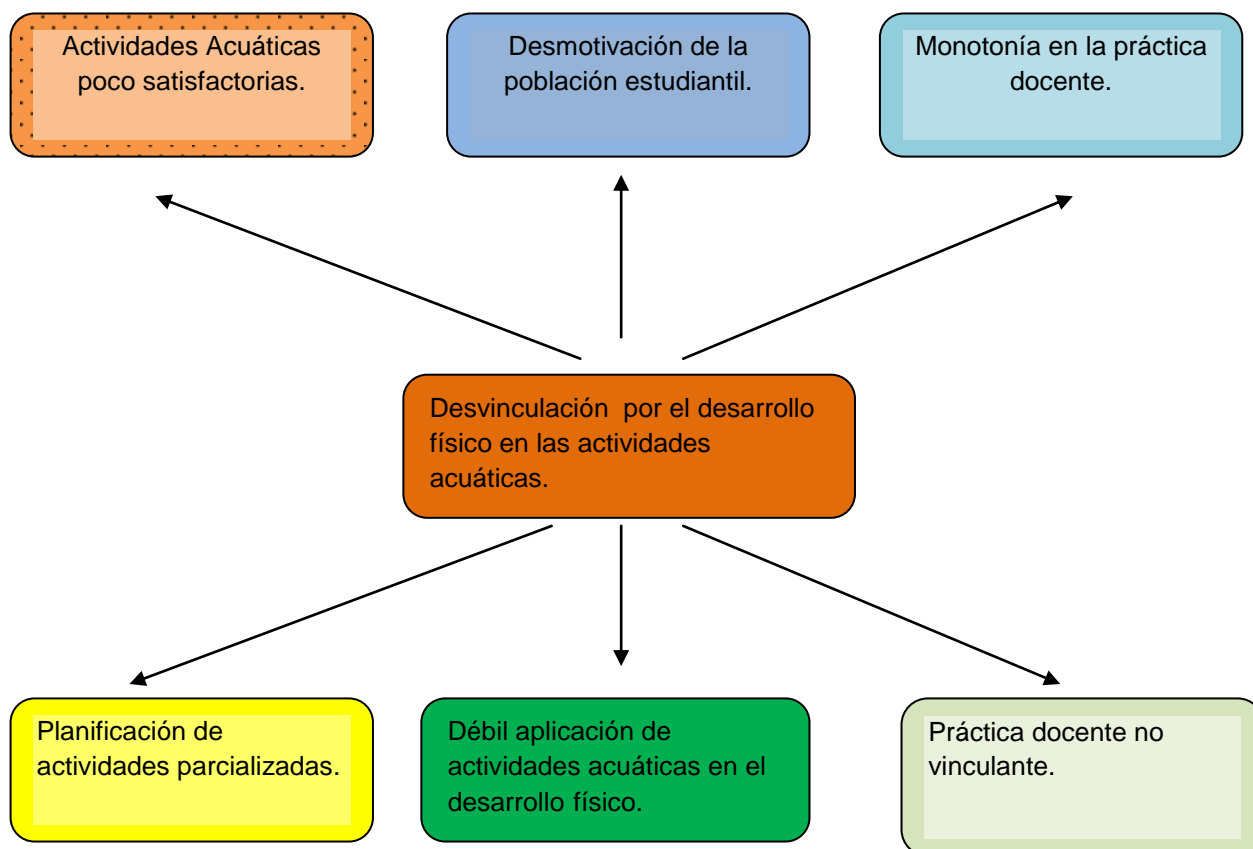 Actividades Acuáticas
poco satisfactorias.
Desmotivación de la
población estudiantil.
Monotonía en la práctica
docente.
Desvinculación  por el desarrollo
físico en las actividades
acuáticas.
Planificación de
actividades parcializadas.
Débil aplicación de
actividades acuáticas en el
desarrollo físico.
Práctica docente no
vinculante.